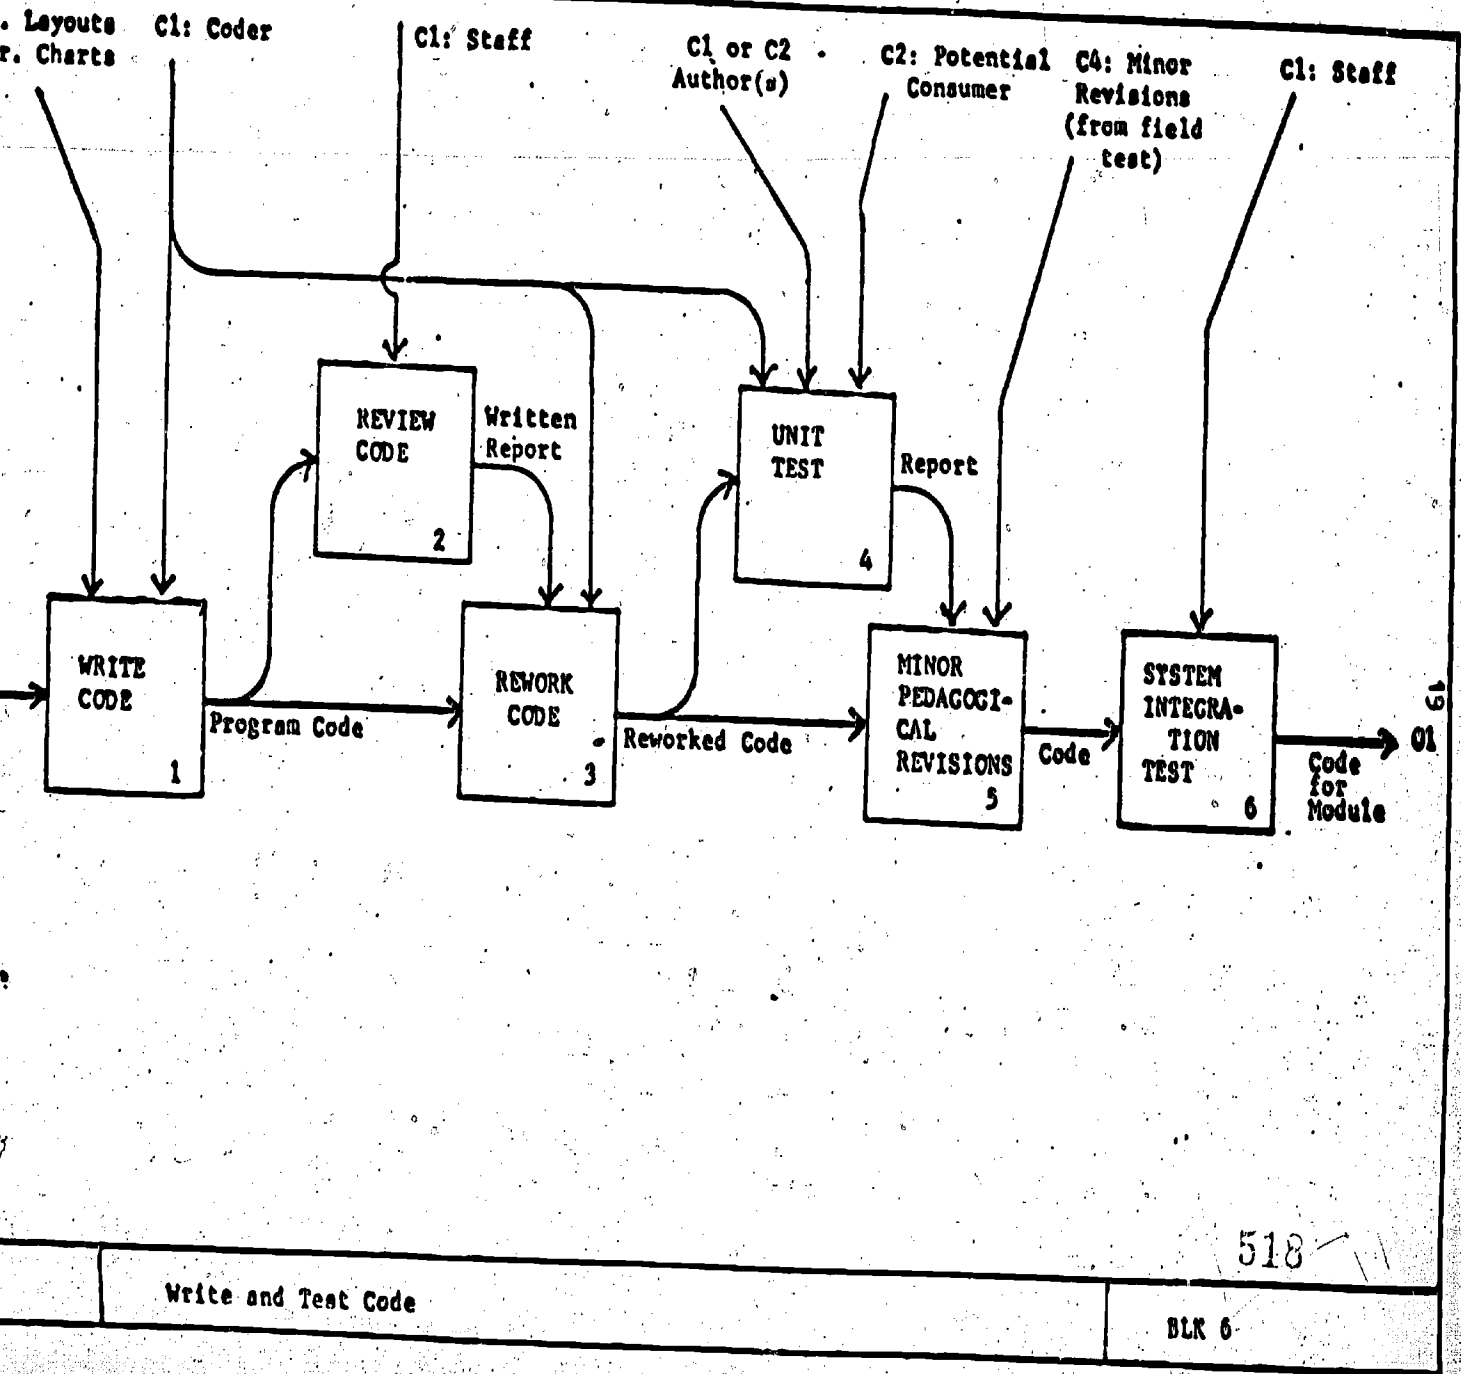 . Layouts
r. Charts
C1: Coder
C1: Staff
C1 or C2
Author(s)
C2: Potential
Consumer
C4: Minor
Revisions
(from field
test)
C1: Staff
REVIEW
CODE
2
Written
Report
UNIT
TEST
4
Report
WRITE
CODE
1
Program Code
REWORK
CODE
3
Reworked Code
MINOR
PEDAGOGI-
CAL
REVISIONS
5
Code
SYSTEM
INTEGRA-
TION
TEST
6
Code
for
Module
O1
19
518
Write and Test Code
BLK 6